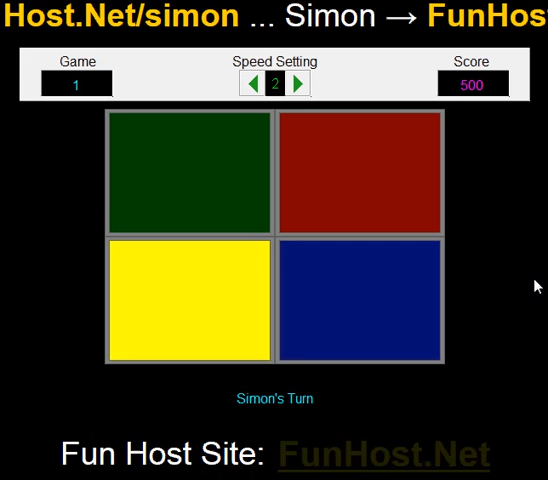 Host.Net/simon ... Simon → FunHos
Game Speed Setting Score
1 2 500
Simon's Turn
Fun Host Site: FunHost.Net